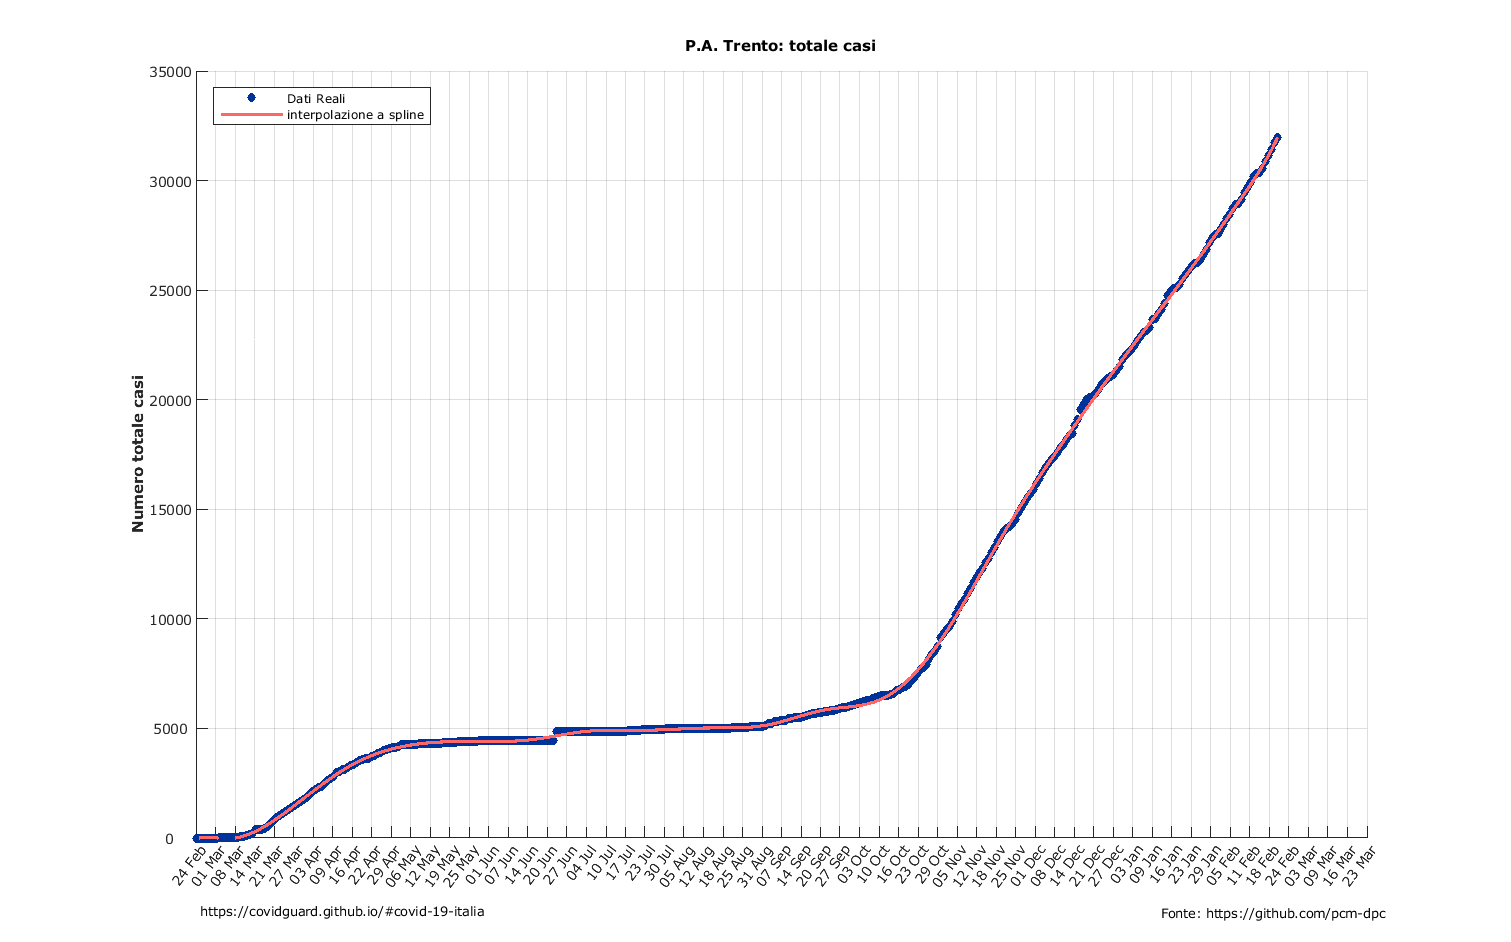 P.A. Trento: totale casi
35000
Dati Reali
interpolazione a spline
30000
25000
20000
15000
10000
5000
0
Numero totale casi
24 Feb
01 Mar
08 Mar
14 Mar
21 Mar
27 Mar
03 Apr
09 Apr
16 Apr
22 Apr
29 Apr
06 May
12 May
19 May
25 May
01 Jun
07 Jun
14 Jun
20 Jun
27 Jun
04 Jul
10 Jul
17 Jul
23 Jul
30 Jul
05 Aug
12 Aug
18 Aug
25 Aug
31 Aug
07 Sep
14 Sep
20 Sep
27 Sep
03 Oct
10 Oct
16 Oct
23 Oct
29 Oct
05 Nov
12 Nov
18 Nov
25 Nov
01 Dec
08 Dec
14 Dec
21 Dec
27 Dec
03 Jan
09 Jan
16 Jan
23 Jan
29 Jan
05 Feb
11 Feb
18 Feb
24 Feb
03 Mar
09 Mar
16 Mar
23 Mar
https://covidguard.github.io/#covid-19-italia
Fonte: https://github.com/pcm-dpc